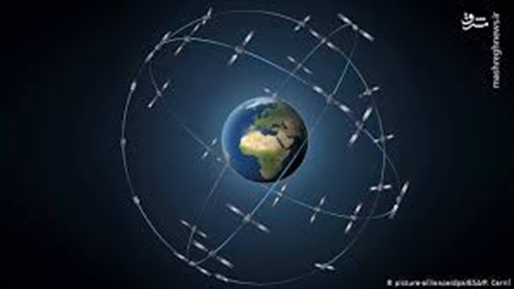 مشرق
mashreghnews.ir
© picture-alliance/dpa/ESA/P. Carril